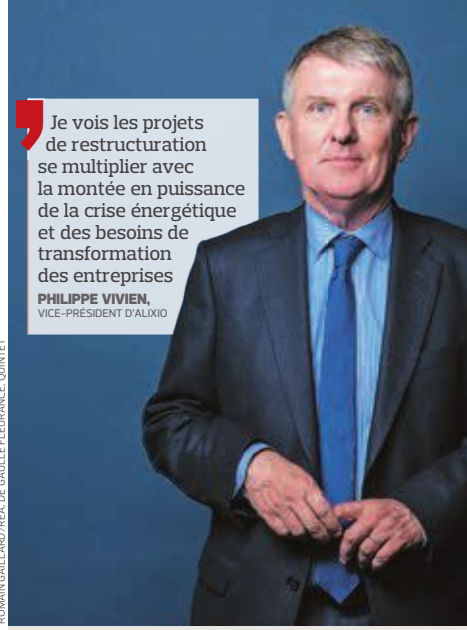 Je vois les projets
de restructuration
se multiplier avec
la montée en puissance
de la crise énergétique
et des besoins de
transformation
des entreprises
PHILIPPE VIVIEN,
VICE-PRÉSIDENT D'ALIXIO
ROMAIN GAILLARD/REA, DE GAULLE FLEURANCE, QUINTET